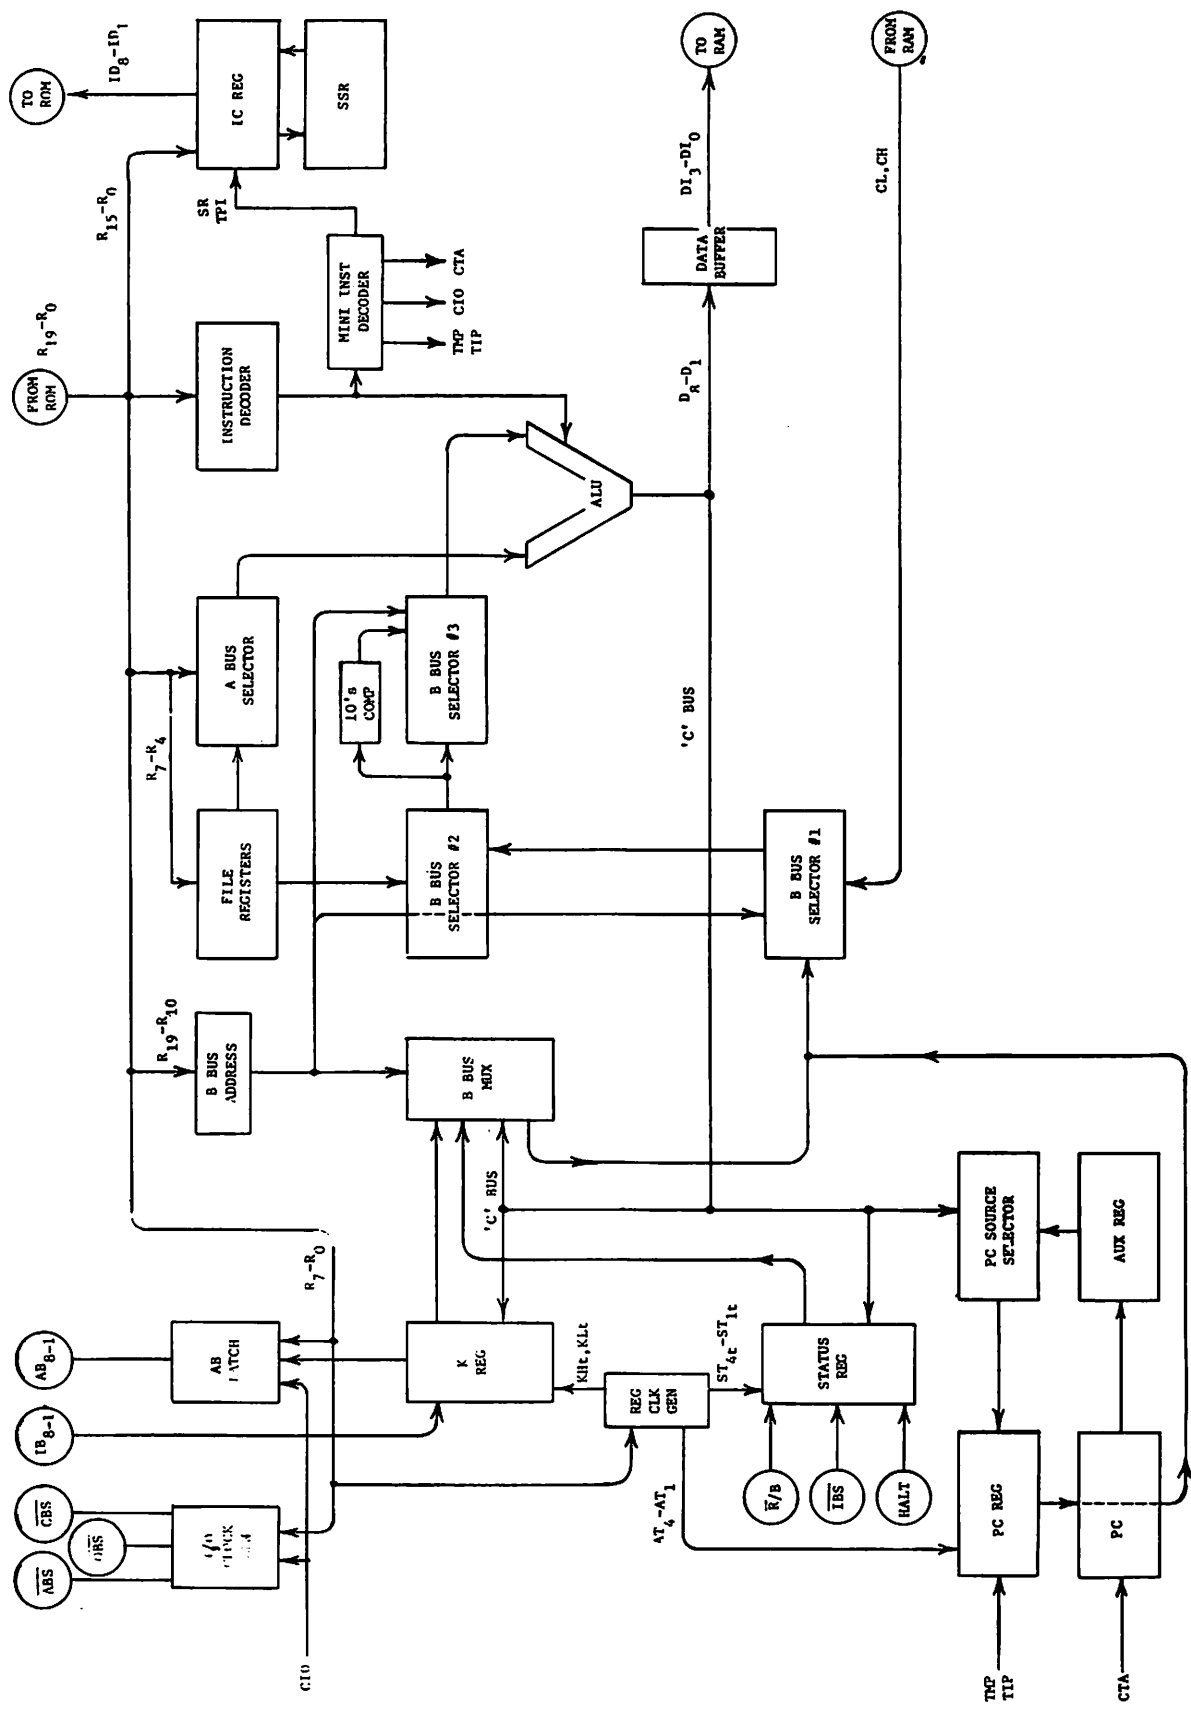 TO
ROM
ID8-ID1
IC REG
SSR
R15-R0
SR
TPI
FROM
ROM
R19-R0
INSTRUCTION
DECODER
MINI INST
DECODER
TMP
TIP
CIO
CTA
TO
RAM
DI3-DI0
DATA
BUFFER
D8-D1
FROM
RAM
CL,CH
ALU
A BUS
SELECTOR
R7-R4
FILE
REGISTERS
10's
COMP
B BUS
SELECTOR #3
B BUS
SELECTOR #2
B BUS
SELECTOR #1
'C' BUS
R19-R10
B BUS
ADDRESS
B BUS
MUX
'C' BUS
R7-R0
AB8-1
AB
LATCH
IB8-1
K
REG
KHt,KLt
REG
CLK
GEN
ST4t-ST1t
STATUS
REG
R̅/B
I̅B̅S̅
HALT
AT4-AT1
C̅B̅S̅
O̅B̅S̅
A̅B̅S̅
I/O
CLOCK
CIO
PC SOURCE
SELECTOR
AUX REG
PC REG
PC
TMP
TIP
CTA